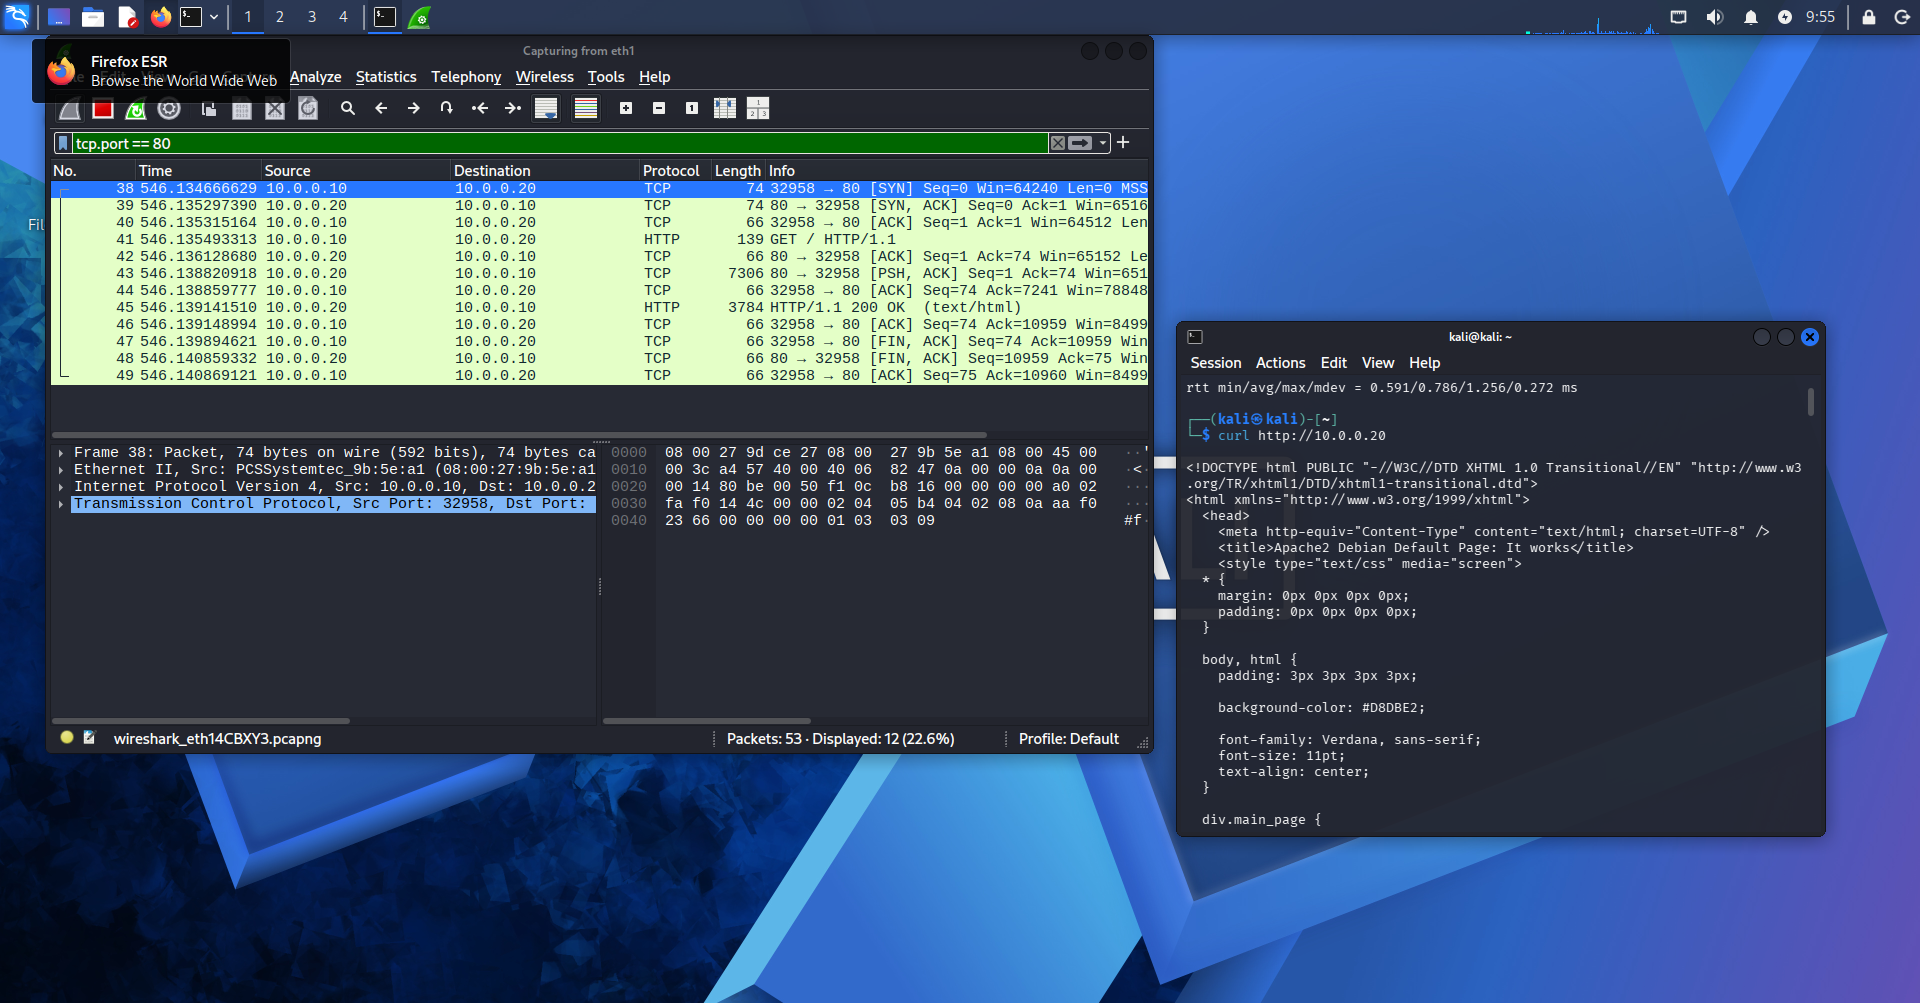 1 2 3 4 9:55
Capturing from eth1
Firefox ESR
Browse the World Wide Web
Analyze Statistics Telephony Wireless Tools Help
tcp.port == 80
No. Time Source Destination Protocol Length Info
38 546.134666629 10.0.0.10 10.0.0.20 TCP 74 32958 → 80 [SYN] Seq=0 Win=64240 Len=0 MSS
39 546.135297390 10.0.0.20 10.0.0.10 TCP 74 80 → 32958 [SYN, ACK] Seq=0 Ack=1 Win=6516
40 546.135315164 10.0.0.10 10.0.0.20 TCP 66 32958 → 80 [ACK] Seq=1 Ack=1 Win=64512 Len
41 546.135493313 10.0.0.10 10.0.0.20 HTTP 139 GET / HTTP/1.1
42 546.136128680 10.0.0.20 10.0.0.10 TCP 66 80 → 32958 [ACK] Seq=1 Ack=74 Win=65152 Le
43 546.138820918 10.0.0.20 10.0.0.10 TCP 7306 80 → 32958 [PSH, ACK] Seq=1 Ack=74 Win=651
44 546.138859777 10.0.0.10 10.0.0.20 TCP 66 32958 → 80 [ACK] Seq=74 Ack=7241 Win=78848
45 546.139141510 10.0.0.20 10.0.0.10 HTTP 3784 HTTP/1.1 200 OK (text/html)
46 546.139148994 10.0.0.10 10.0.0.20 TCP 66 32958 → 80 [ACK] Seq=74 Ack=10959 Win=8499
47 546.139894621 10.0.0.10 10.0.0.20 TCP 66 32958 → 80 [FIN, ACK] Seq=74 Ack=10959 Win
48 546.140859332 10.0.0.20 10.0.0.10 TCP 66 80 → 32958 [FIN, ACK] Seq=10959 Ack=75 Win
49 546.140869121 10.0.0.10 10.0.0.20 TCP 66 32958 → 80 [ACK] Seq=75 Ack=10960 Win=8499
Fil
Frame 38: Packet, 74 bytes on wire (592 bits), 74 bytes ca
Ethernet II, Src: PCSSystemtec_9b:5e:a1 (08:00:27:9b:5e:a1
Internet Protocol Version 4, Src: 10.0.0.10, Dst: 10.0.0.2
Transmission Control Protocol, Src Port: 32958, Dst Port:
0000 08 00 27 9d ce 27 08 00 27 9b 5e a1 08 00 45 00 ··'
0010 00 3c a4 57 40 00 40 06 82 47 0a 00 00 0a 0a 00 ·<·
0020 00 14 80 be 00 50 f1 0c b8 16 00 00 00 00 a0 02 ···
0030 fa f0 14 4c 00 00 02 04 05 b4 04 02 08 0a aa f0 ···
0040 23 66 00 00 00 00 01 03 03 09 #f·
wireshark_eth14CBXY3.pcapng Packets: 53 · Displayed: 12 (22.6%) Profile: Default
kali@kali: ~
Session Actions Edit View Help
rtt min/avg/max/mdev = 0.591/0.786/1.256/0.272 ms
┌──(kali㉿kali)-[~]
└─$ curl http://10.0.0.20
<!DOCTYPE html PUBLIC "-//W3C//DTD XHTML 1.0 Transitional//EN" "http://www.w3
.org/TR/xhtml1/DTD/xhtml1-transitional.dtd">
<html xmlns="http://www.w3.org/1999/xhtml">
<head>
<meta http-equiv="Content-Type" content="text/html; charset=UTF-8" />
<title>Apache2 Debian Default Page: It works</title>
<style type="text/css" media="screen">
* {
margin: 0px 0px 0px 0px;
padding: 0px 0px 0px 0px;
}
body, html {
padding: 3px 3px 3px 3px;
background-color: #D8DBE2;
font-family: Verdana, sans-serif;
font-size: 11pt;
text-align: center;
}
div.main_page {